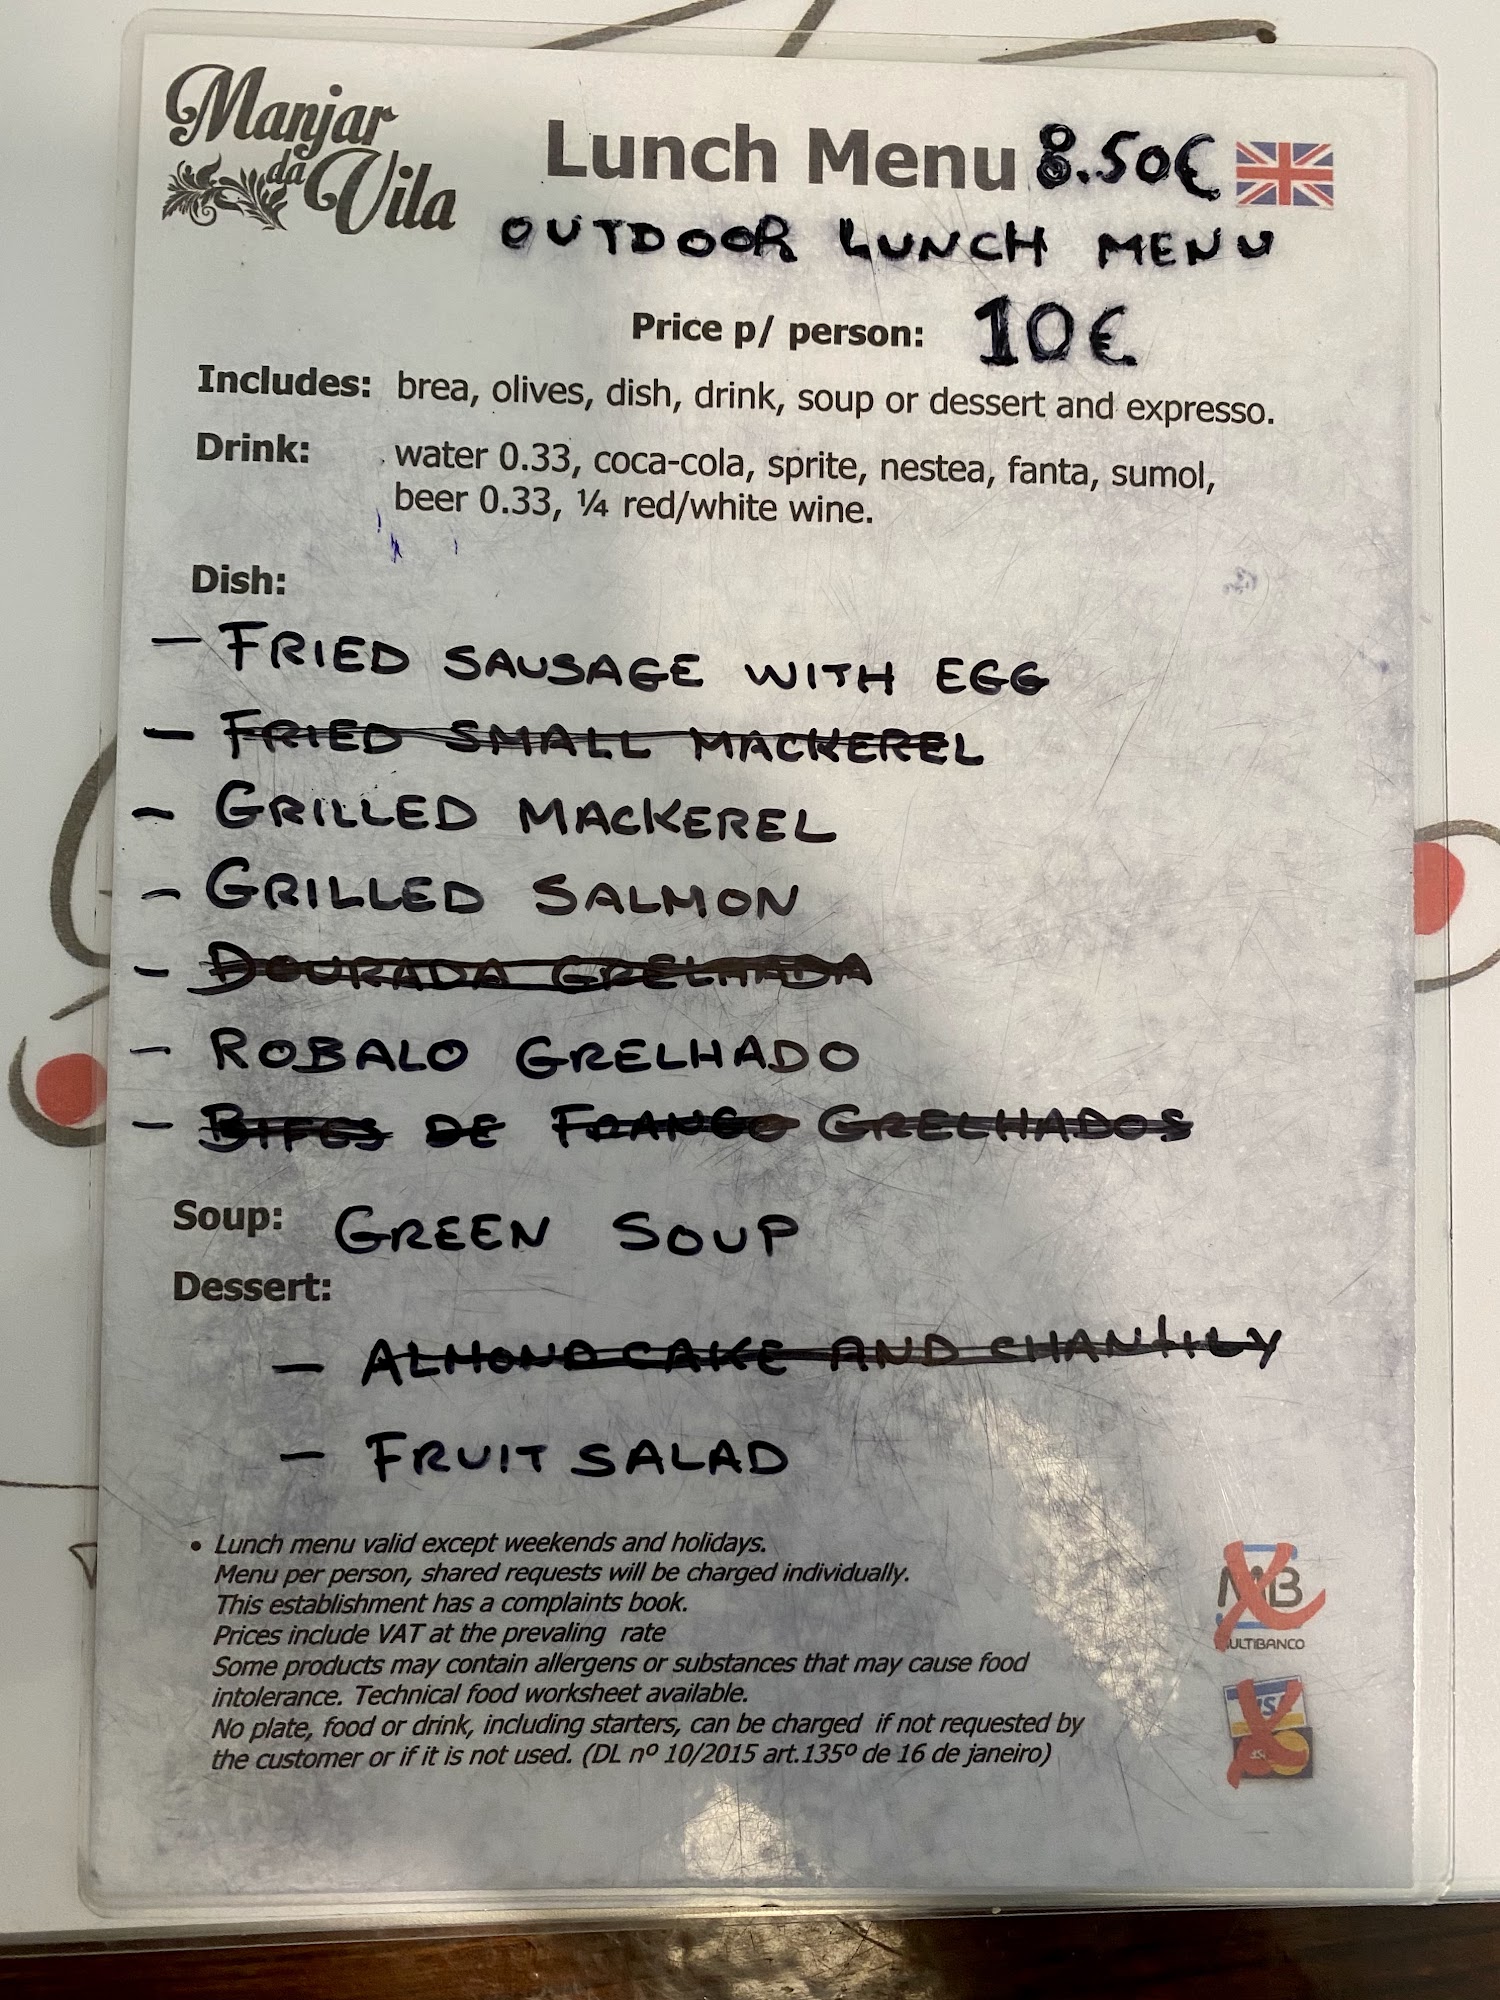 Manjar
da Vila
Lunch Menu 8.50€
OUTDOOR LUNCH MENU
Price p/ person: 10€
Includes: brea, olives, dish, drink, soup or dessert and expresso.
Drink: water 0.33, coca-cola, sprite, nestea, fanta, sumol,
beer 0.33, ¼ red/white wine.
Dish:
- FRIED SAUSAGE WITH EGG
- FRIED SMALL MACKEREL
- GRILLED MACKEREL
- GRILLED SALMON
- DOURADA GRELHADA
- ROBALO GRELHADO
- BIFES DE FRANGO GRELHADOS
Soup: GREEN SOUP
Dessert:
- ALMOND CAKE AND CHANTILLY
- FRUIT SALAD
• Lunch menu valid except weekends and holidays.
Menu per person, shared requests will be charged individually.
This establishment has a complaints book.
Prices include VAT at the prevaling rate
Some products may contain allergens or substances that may cause food
intolerance. Technical food worksheet available.
No plate, food or drink, including starters, can be charged if not requested by
the customer or if it is not used. (DL nº 10/2015 art.135º de 16 de janeiro)
MB
MULTIBANCO
VISA